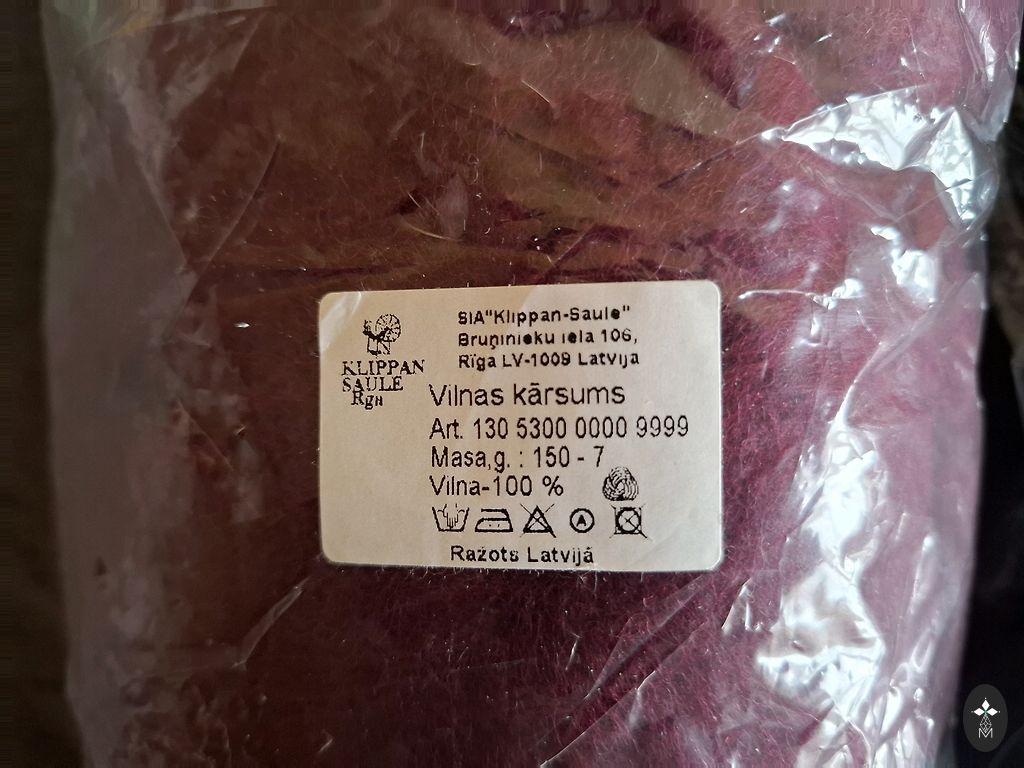 KLIPPAN
SAULE
Rga
SIA"Klippan-Saule"
Bruņinieku iela 106,
Rīga LV-1009 Latvija
Vilnas kārsums
Art. 130 5300 0000 9999
Masa,g. : 150 - 7
Vilna-100 %
A
Ražots Latvijā
M